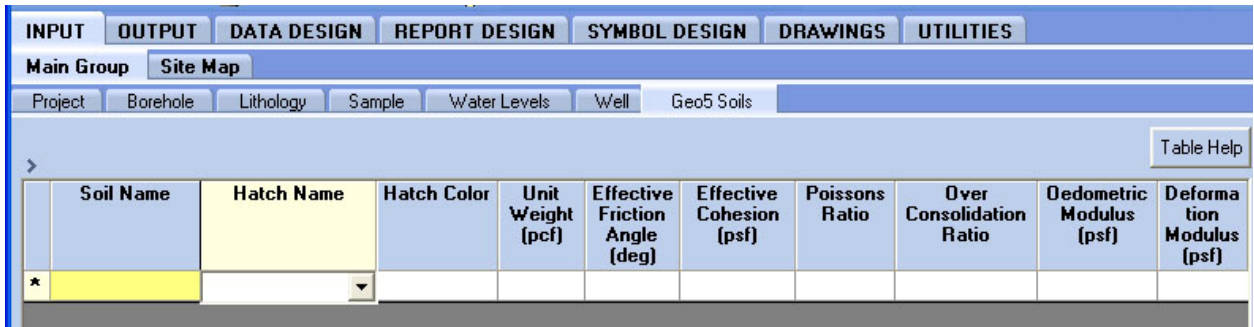 INPUT OUTPUT DATA DESIGN REPORT DESIGN SYMBOL DESIGN DRAWINGS UTILITIES
Main Group Site Map
Project Borehole Lithology Sample Water Levels Well Geo5 Soils
Table Help
>
Soil Name Hatch Name Hatch Color Unit Effective Effective Poissons Over Oedometric Deforma
Weight Friction Cohesion Ratio Consolidation Modulus tion
(pcf) Angle (psf) Ratio (psf) Modulus
(deg) (psf)
*